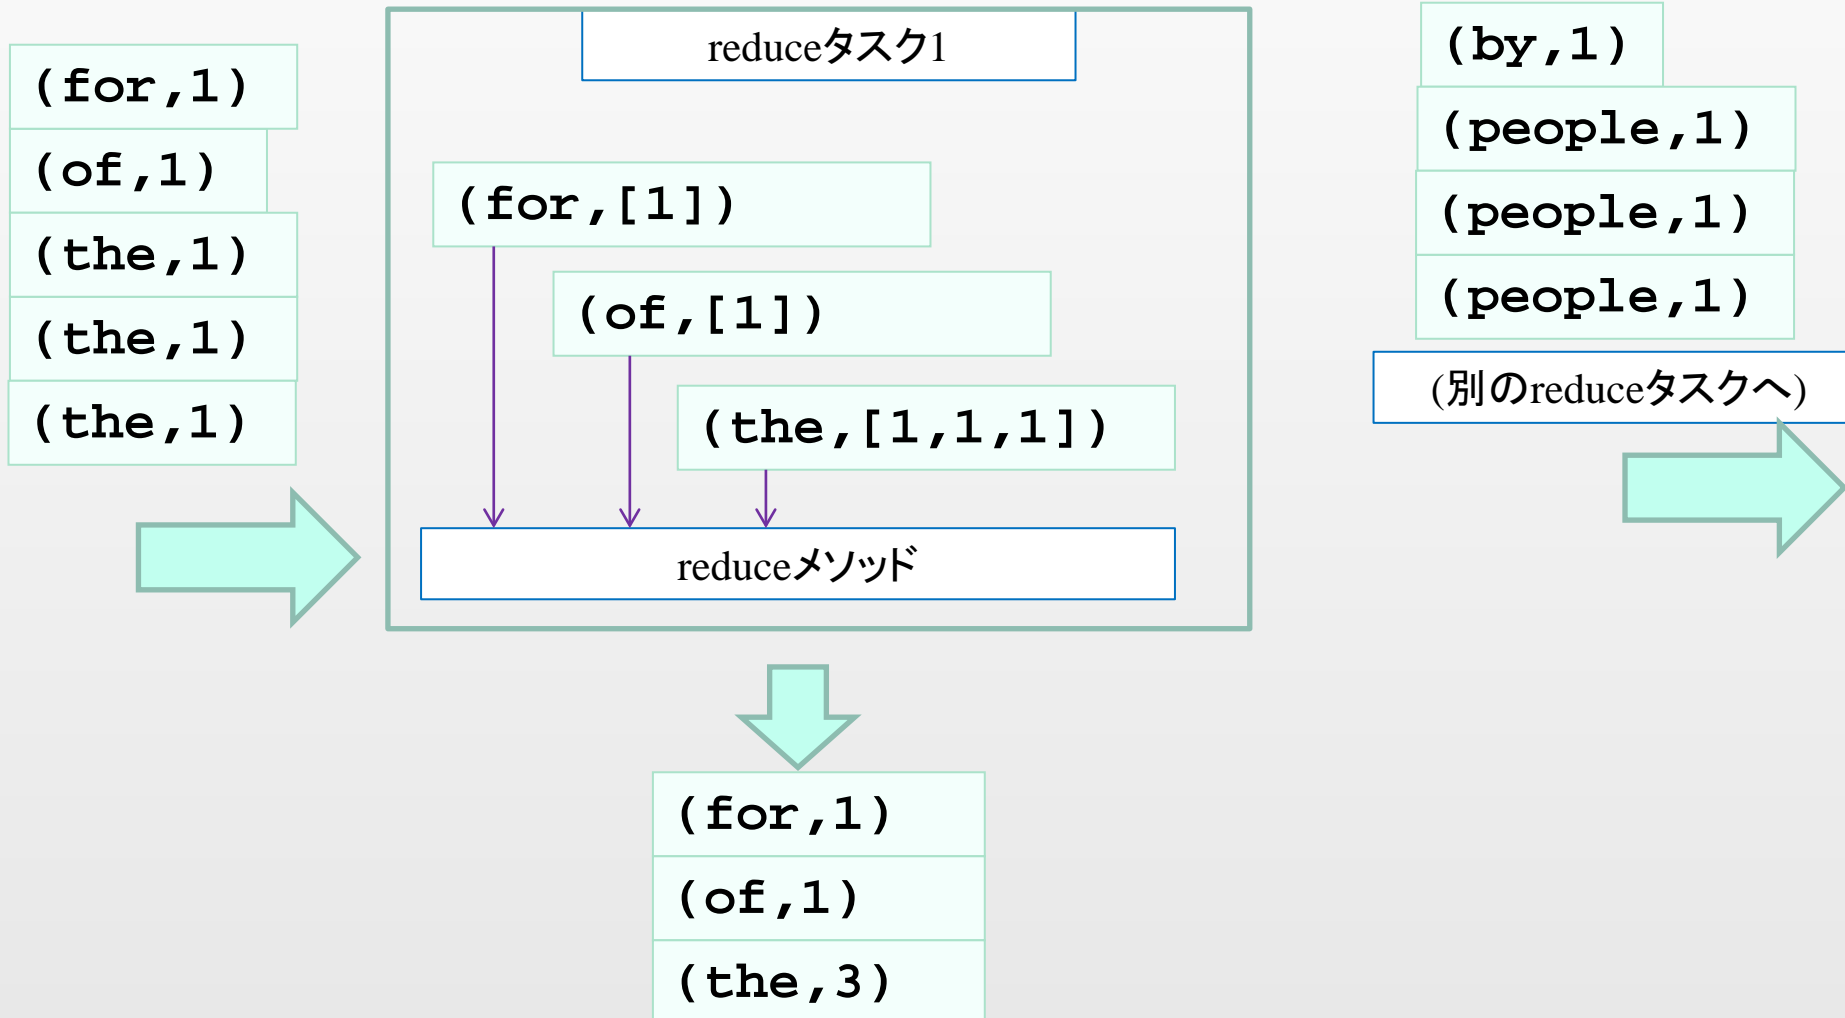 (for,1)
(of,1)
(the,1)
(the,1)
(the,1)
reduceタスク1
(for,[1])
(of,[1])
(the,[1,1,1])
reduceメソッド
(for,1)
(of,1)
(the,3)
(by,1)
(people,1)
(people,1)
(people,1)
(別のreduceタスクへ)